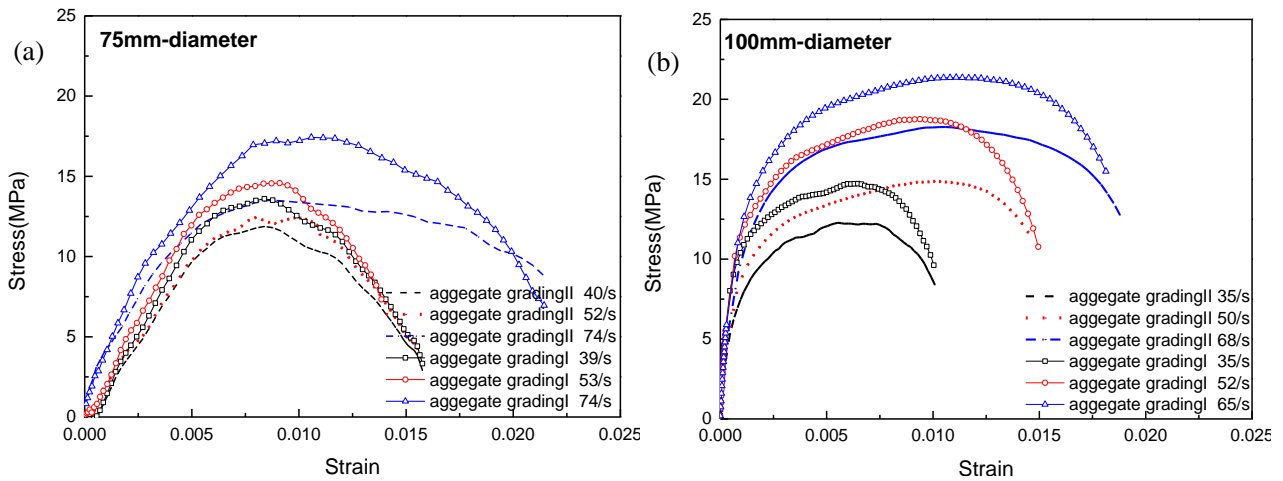 (a)
75mm-diameter
25
20
15
10
5
0
Stress(MPa)
aggegate gradingII 40/s
aggegate gradingII 52/s
aggegate gradingII 74/s
aggegate gradingI 39/s
aggegate gradingI 53/s
aggegate gradingI 74/s
0.000 0.005 0.010 0.015 0.020 0.025
Strain
(b)
100mm-diameter
25
20
15
10
5
0
Stress(MPa)
aggegate gradingII 35/s
aggegate gradingII 50/s
aggegate gradingII 68/s
aggegate gradingI 35/s
aggegate gradingI 52/s
aggegate gradingI 65/s
0.000 0.005 0.010 0.015 0.020 0.025
Strain